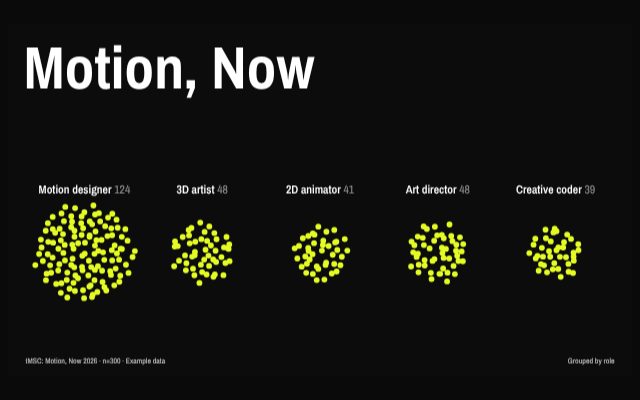 Motion, Now
Motion designer 124
3D artist 48
2D animator 41
Art director 48
Creative coder 39
IMSC: Motion, Now 2026 · n=300 · Example data
Grouped by role